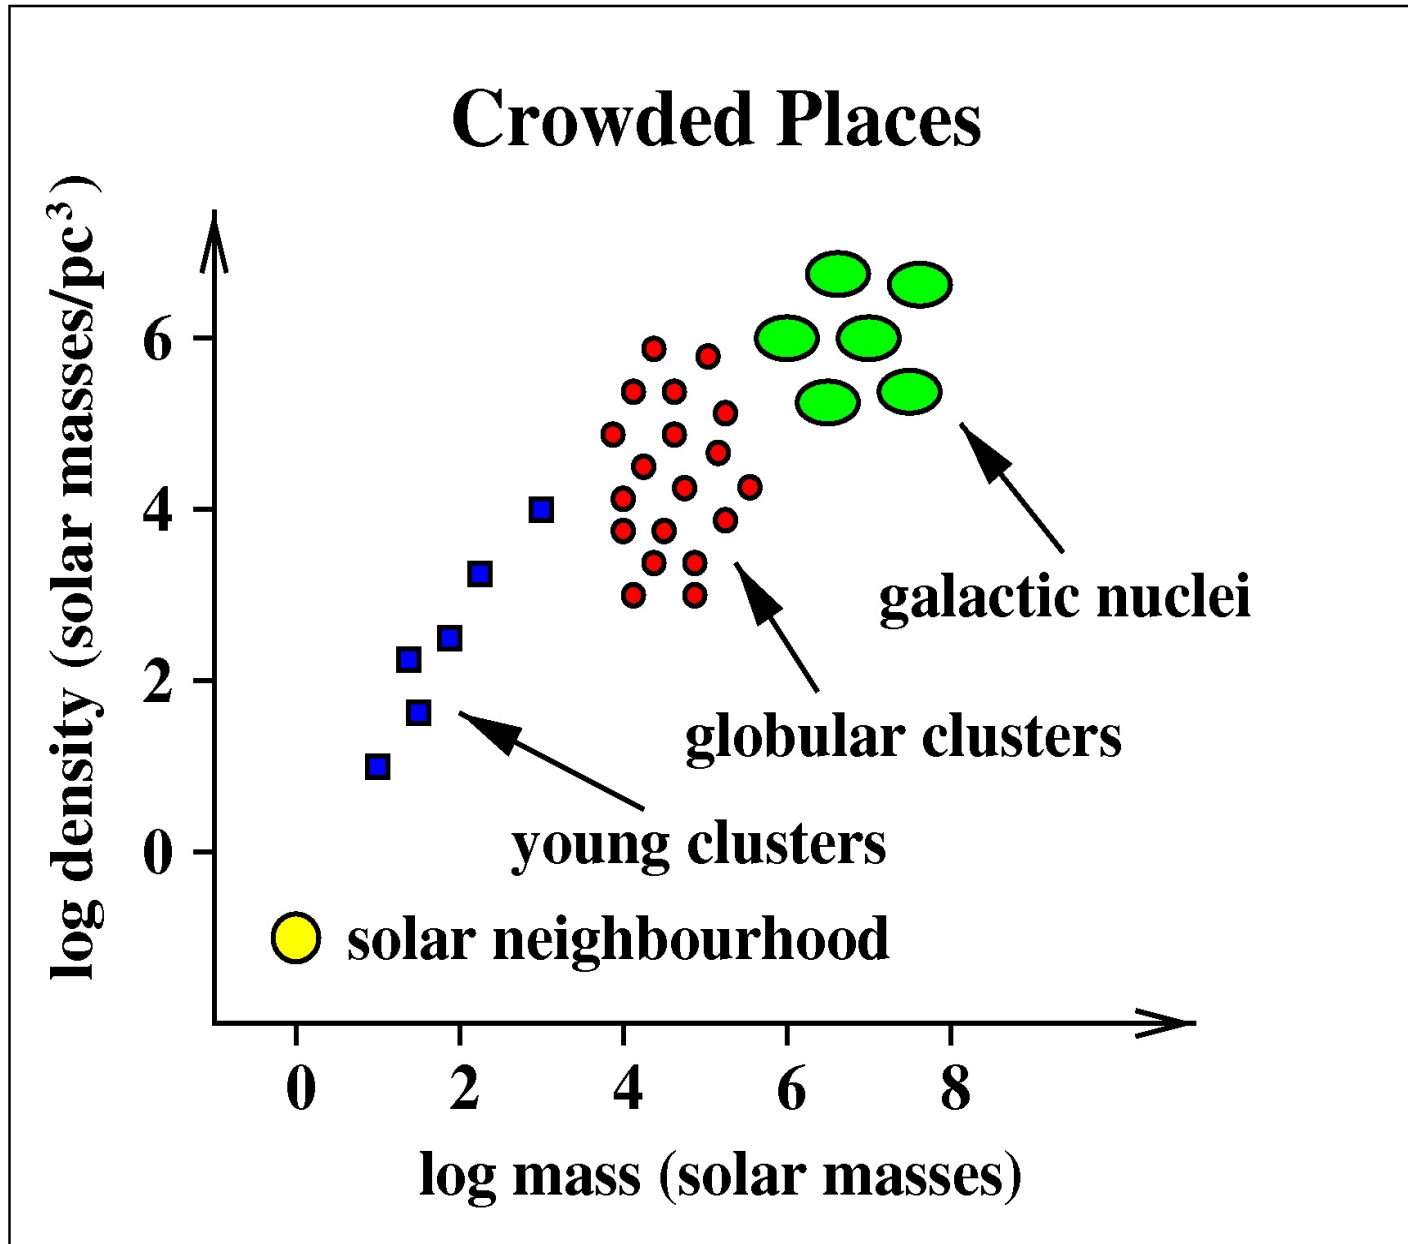 Crowded Places
log density (solar masses/pc³)
6
4
2
0
galactic nuclei
globular clusters
young clusters
solar neighbourhood
0 2 4 6 8
log mass (solar masses)